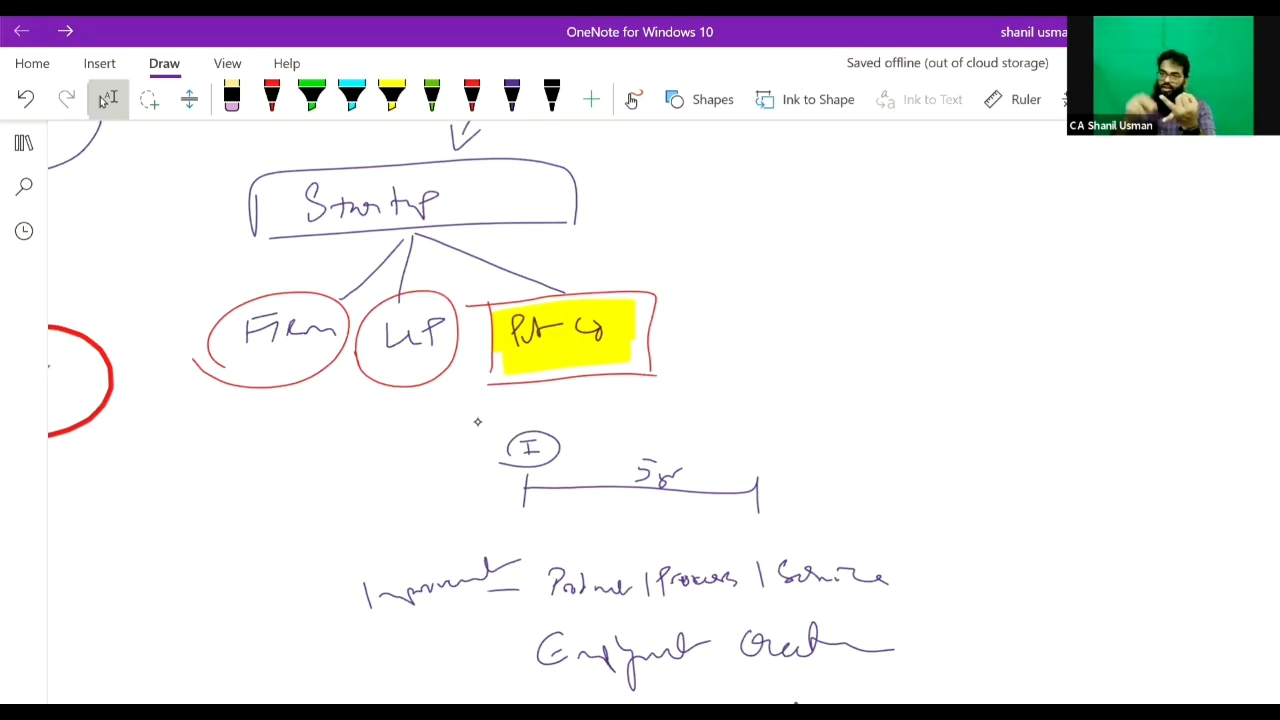 OneNote for Windows 10
shanil usma
Home Insert Draw View Help
Saved offline (out of cloud storage)
Shapes Ink to Shape Ink to Text Ruler
CA Shanil Usman
Startup
Firm LLP Pvt Co
I
5 yr
Improvement – Product / Process / Service
Employment Creation